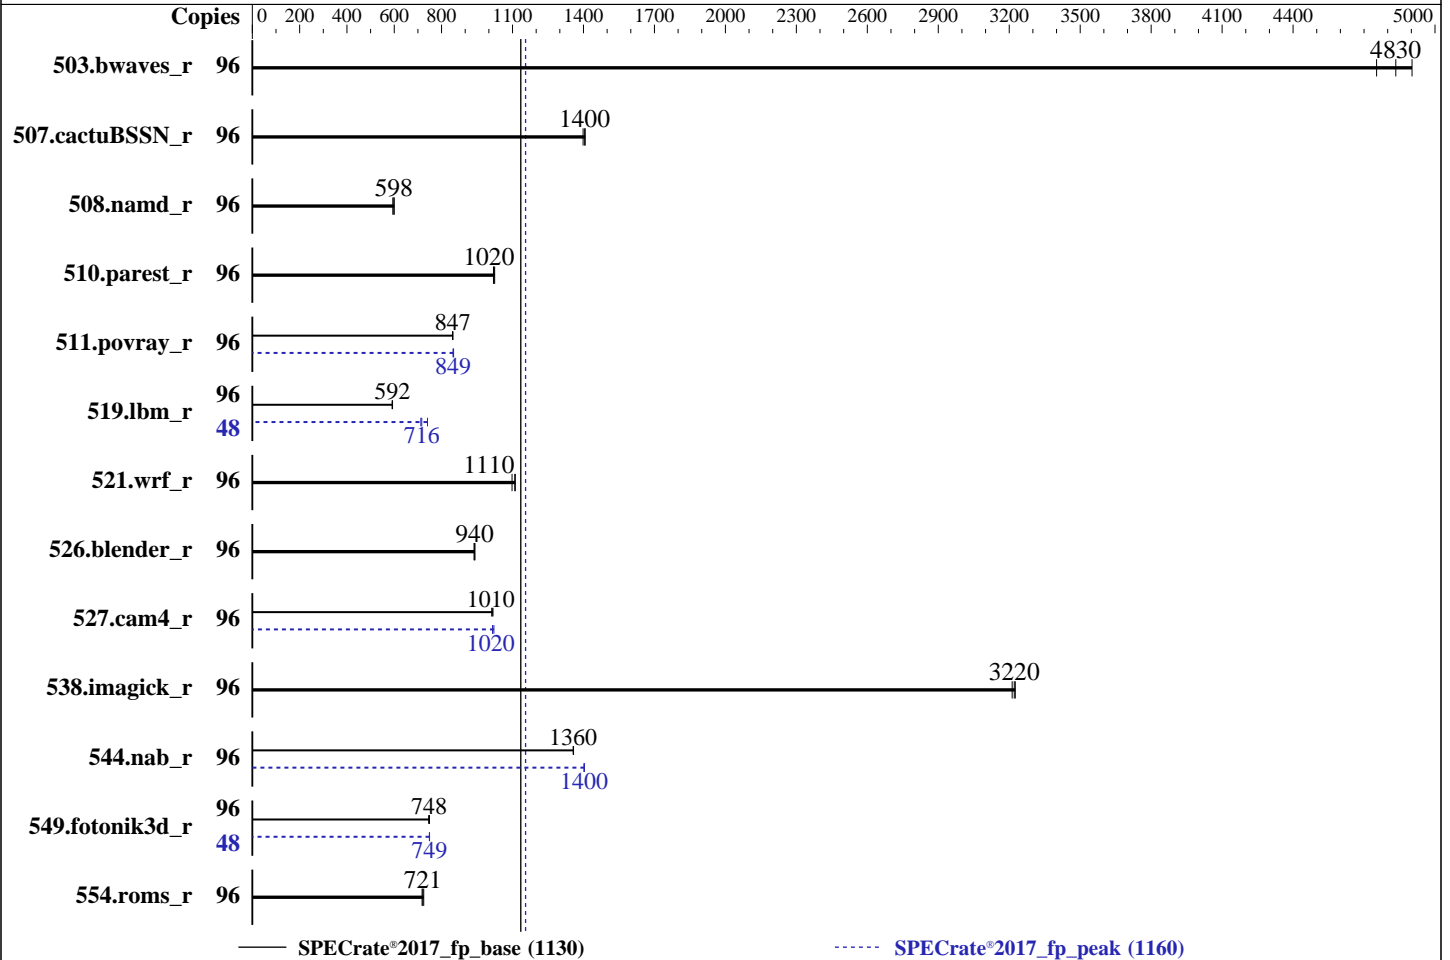 Copies 0 200 400 600 800 1100 1400 1700 2000 2300 2600 2900 3200 3500 3800 4100 4400 5000
503.bwaves_r 96 4830
507.cactuBSSN_r 96 1400
508.namd_r 96 598
510.parest_r 96 1020
511.povray_r 96 847
849
519.lbm_r 96 592
48 716
521.wrf_r 96 1110
526.blender_r 96 940
527.cam4_r 96 1010
1020
538.imagick_r 96 3220
544.nab_r 96 1360
1400
549.fotonik3d_r 96 748
48 749
554.roms_r 96 721
SPECrate®2017_fp_base (1130) SPECrate®2017_fp_peak (1160)